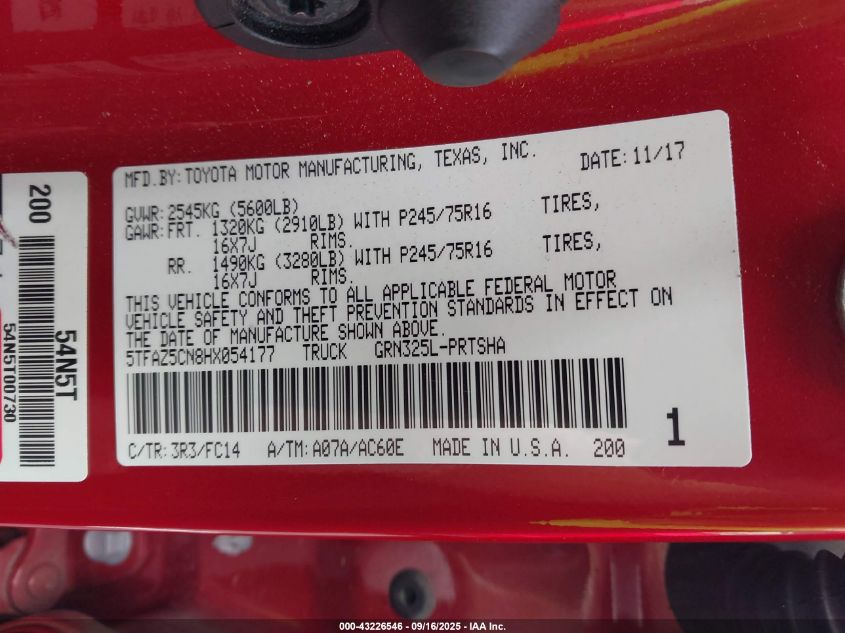 MFD.BY:TOYOTA MOTOR MANUFACTURING, TEXAS, INC. DATE:11/17
GVWR:2545KG (5600LB)
GAWR:FRT. 1320KG (2910LB) WITH P245/75R16 TIRES,
16X7J RIMS.
RR. 1490KG (3280LB) WITH P245/75R16 TIRES,
16X7J RIMS.
THIS VEHICLE CONFORMS TO ALL APPLICABLE FEDERAL MOTOR
VEHICLE SAFETY AND THEFT PREVENTION STANDARDS IN EFFECT ON
THE DATE OF MANUFACTURE SHOWN ABOVE.
5TFAZ5CN8HX054177 TRUCK GRN325L-PRTSHA
C/TR:3R3/FC14 A/TM:A07A/AC60E MADE IN U.S.A. 200
1
200
54N5T
54N5T00730
000-43226546 - 09/16/2025 - IAA Inc.